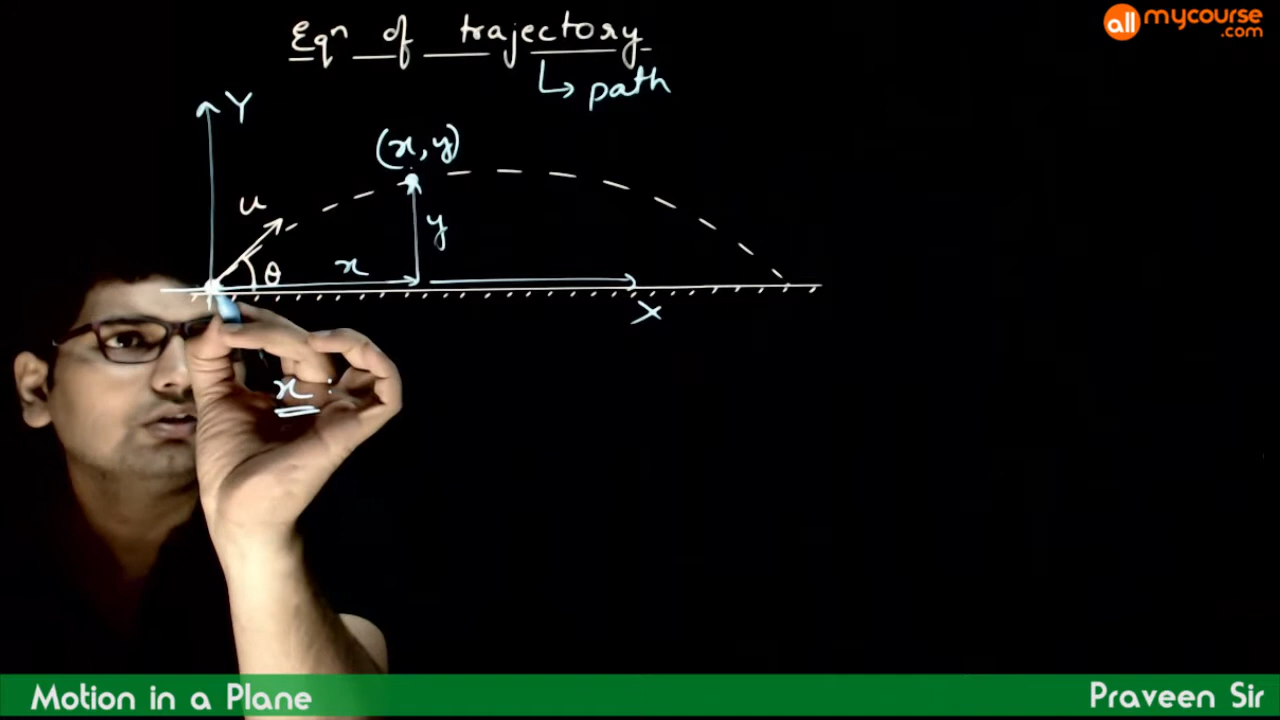 Eqn of trajectory
↳ path
all mycourse
.com
Y
(x, y)
u
y
θ
x
X
x :
Motion in a Plane
Praveen Sir